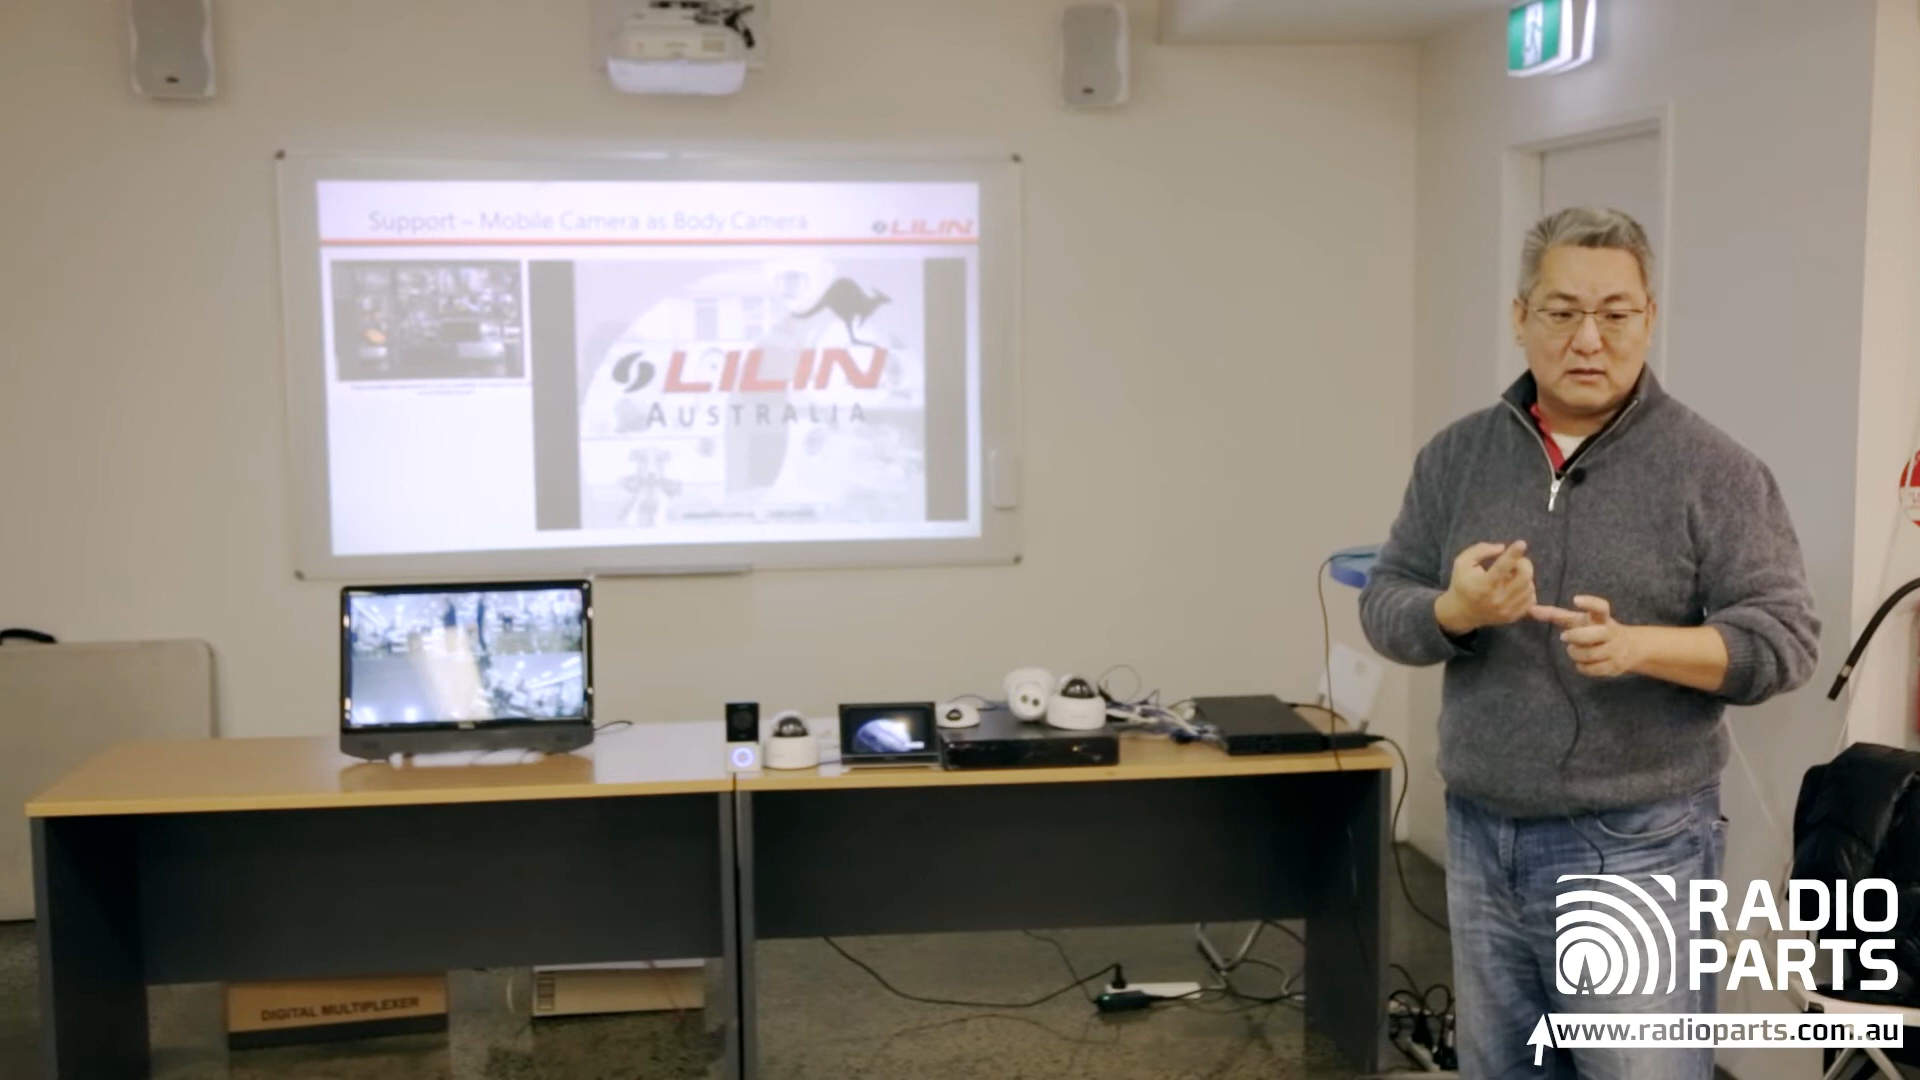 Support – Mobile Camera as Body Camera
LILIN
LILIN
AUSTRALIA
DIGITAL MULTIPLEXER
RADIO
PARTS
www.radioparts.com.au